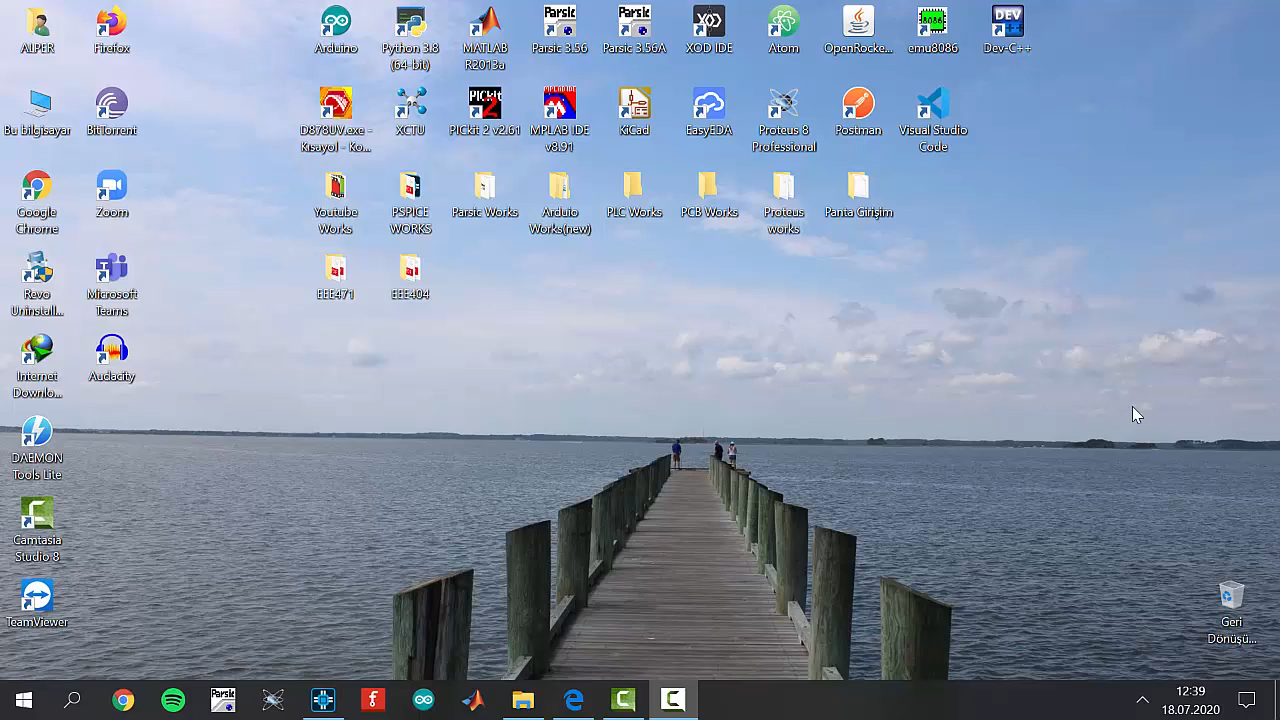 ALPER
Firefox
Arduino
Python 3.8
(64-bit)
MATLAB
R2013a
Parsic 3.56
Parsic 3.56A
XOD IDE
Atom
OpenRocke...
emu8086
Dev-C++
Bu bilgisayar
BitTorrent
D878UV.exe -
Kısayol - Ko...
XCTU
PICkit 2 v2.61
MPLAB IDE
v8.91
KiCad
EasyEDA
Proteus 8
Professional
Postman
Visual Studio
Code
Google
Chrome
Zoom
Youtube
Works
PSPICE
WORKS
Parsic Works
Arduio
Works(new)
PLC Works
PCB Works
Proteus
works
Panta Girişim
Revo
Uninstall...
Microsoft
Teams
EEE471
EEE404
Internet
Downlo...
Audacity
DAEMON
Tools Lite
Camtasia
Studio 8
TeamViewer
Geri
Dönüşü...
12:39
18.07.2020